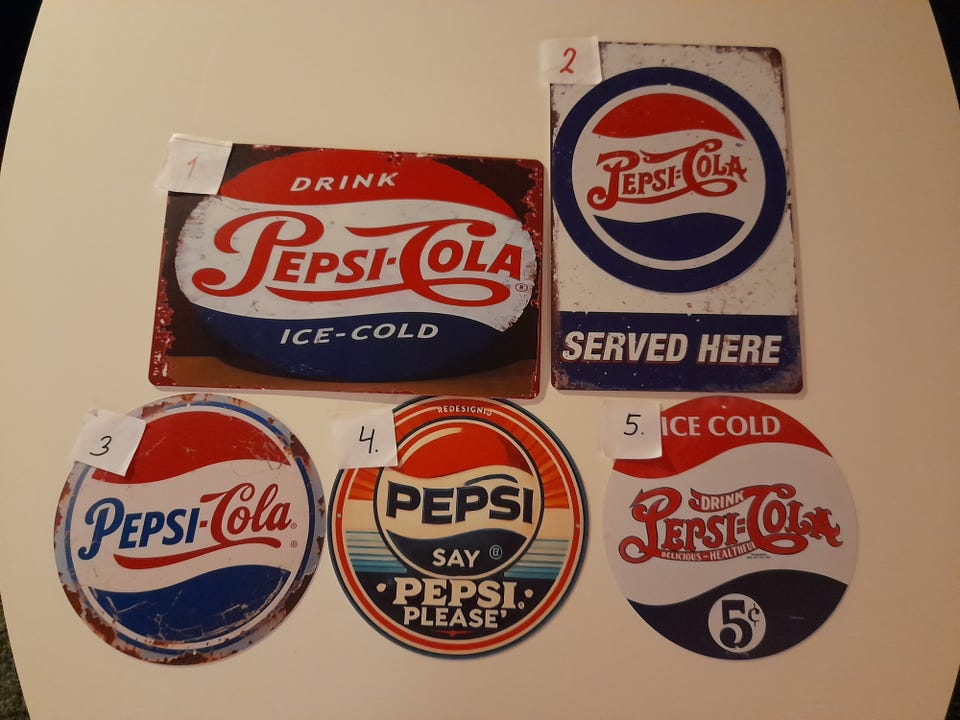 1
DRINK
PEPSI-COLA®
ICE-COLD
2
PEPSI=COLA
SERVED HERE
3
PEPSI-Cola®
®
4.
REDESIGNED
PEPSI
SAY ®
· PEPSI. ·
PLEASE'
5.
ICE COLD
DRINK
PEPSI=COLA
DELICIOUS-HEALTHFUL
5¢